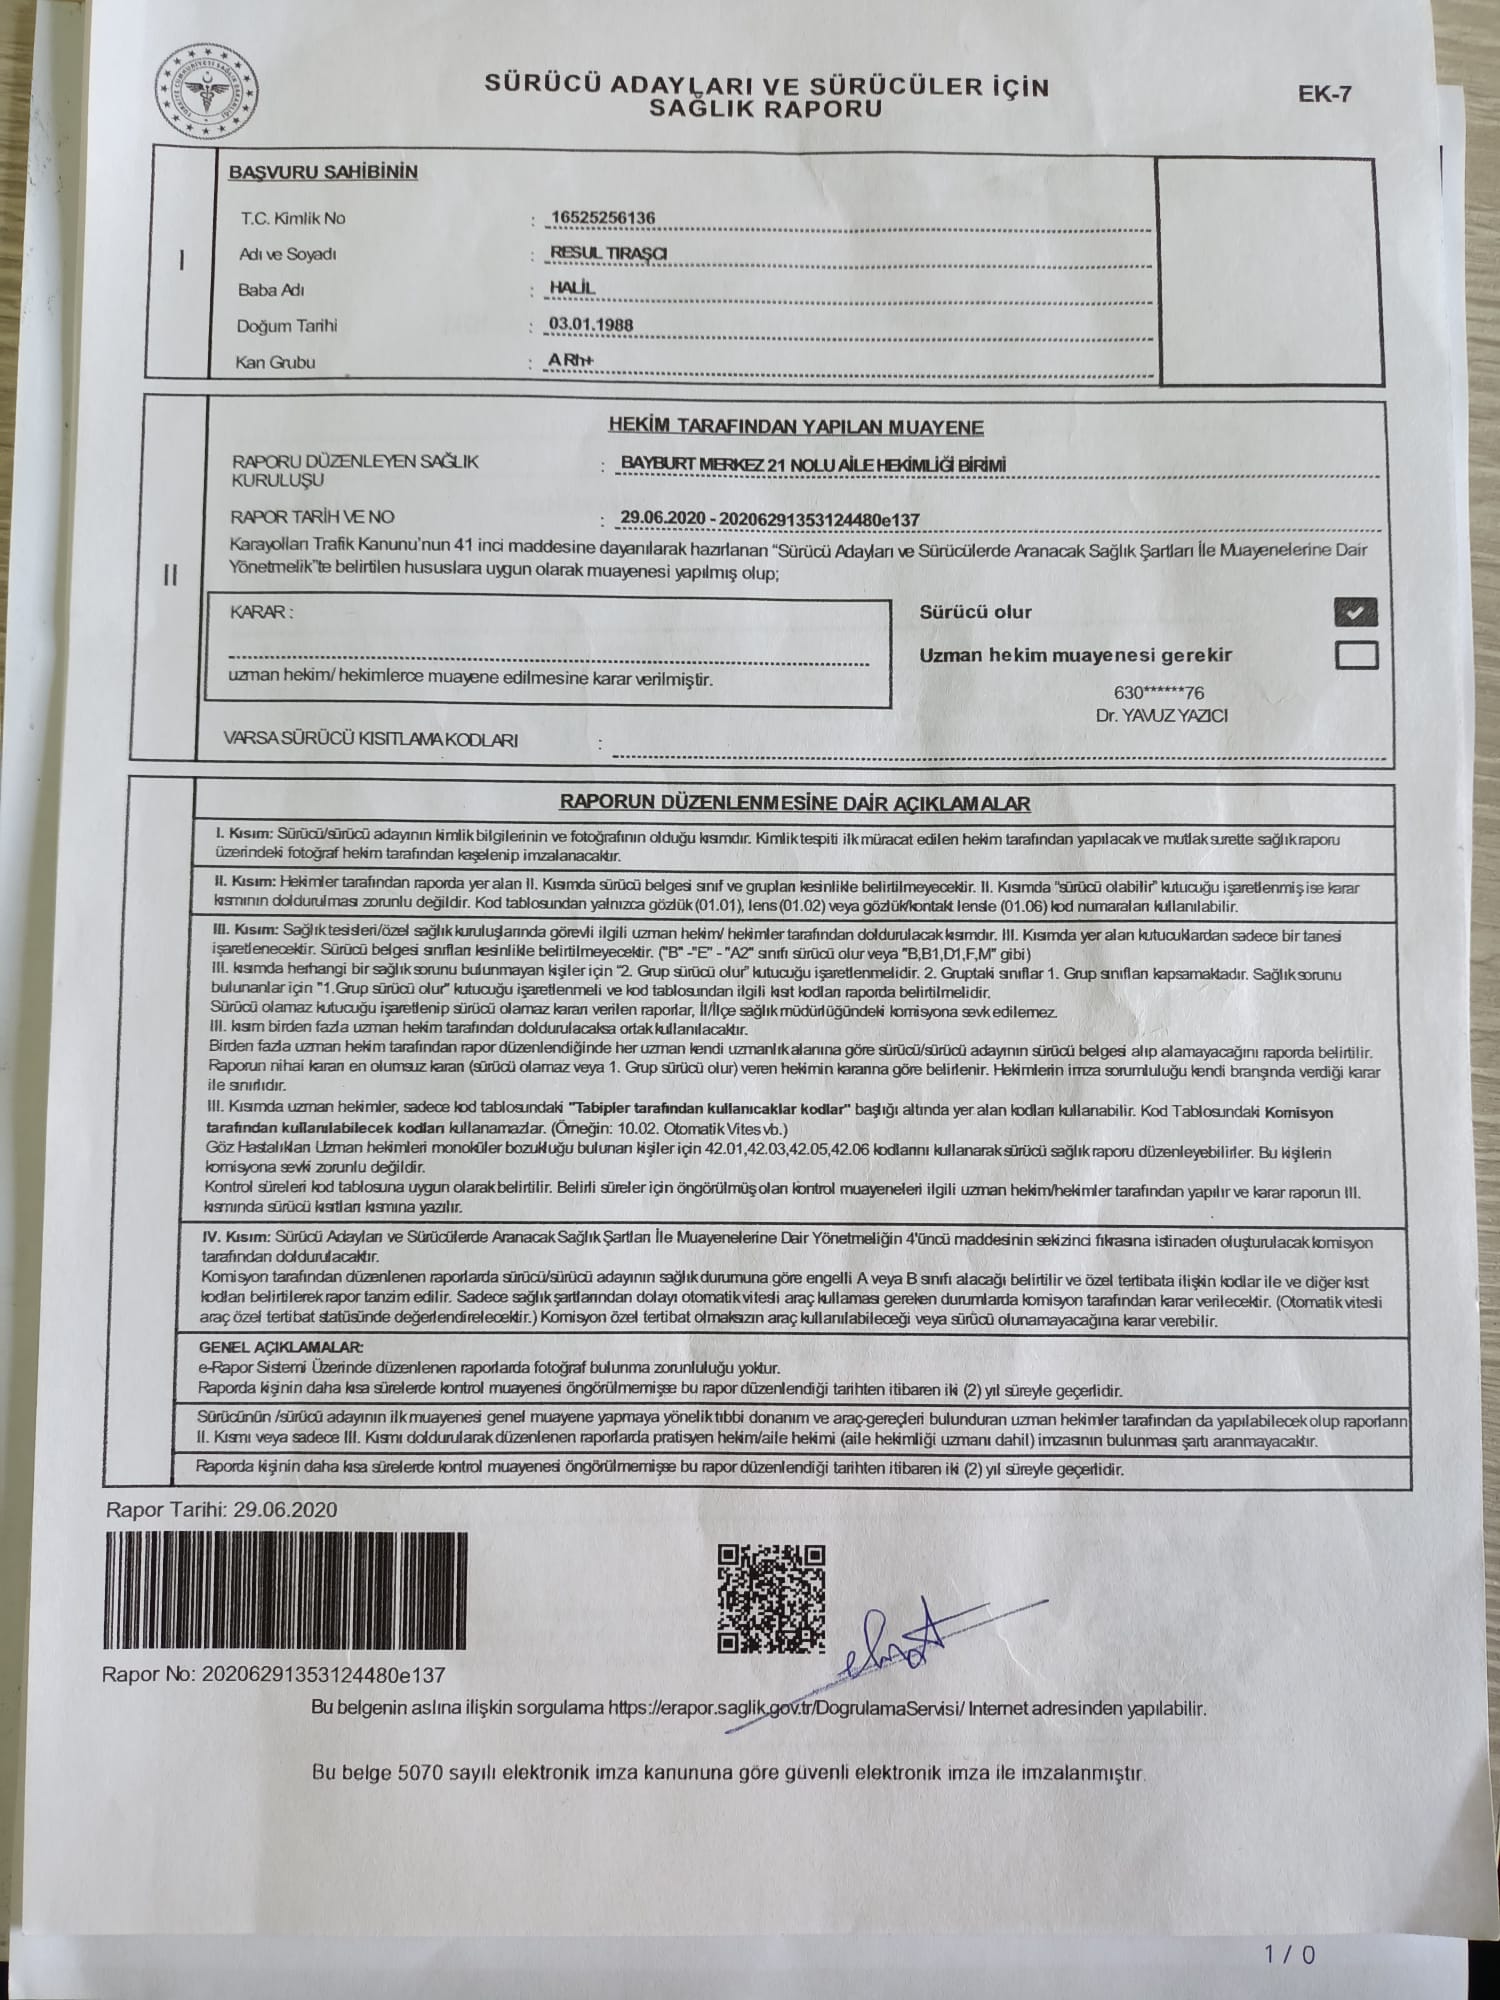 SÜRÜCÜ ADAYLARI VE SÜRÜCÜLER İÇİN
SAĞLIK RAPORU
EK-7
I
BAŞVURU SAHİBİNİN
T.C. Kimlik No : 16525256136
Adı ve Soyadı : RESUL TIRAŞCI
Baba Adı : HALİL
Doğum Tarihi : 03.01.1988
Kan Grubu : A Rh+
II
HEKİM TARAFINDAN YAPILAN MUAYENE
RAPORU DÜZENLEYEN SAĞLIK
KURULUŞU : BAYBURT MERKEZ 21 NOLU AİLE HEKİMLİĞİ BİRİMİ
RAPOR TARİH VE NO : 29.06.2020 - 20206291353124480e137
Karayolları Trafik Kanunu'nun 41 inci maddesine dayanılarak hazırlanan "Sürücü Adayları ve Sürücülerde Aranacak Sağlık Şartları İle Muayenelerine Dair
Yönetmelik"te belirtilen hususlara uygun olarak muayenesi yapılmış olup;
KARAR :
uzman hekim/ hekimlerce muayene edilmesine karar verilmiştir.
Sürücü olur
Uzman hekim muayenesi gerekir
630******76
Dr. YAVUZ YAZICI
VARSA SÜRÜCÜ KISITLAMA KODLARI :
RAPORUN DÜZENLENMESİNE DAİR AÇIKLAMALAR
I. Kısım: Sürücü/sürücü adayının kimlik bilgilerinin ve fotoğrafının olduğu kısımdır. Kimlik tespiti ilk müracat edilen hekim tarafından yapılacak ve mutlak surette sağlık raporu
üzerindeki fotoğraf hekim tarafından kaşelenip imzalanacaktır.
II. Kısım: Hekimler tarafından raporda yer alan II. Kısımda sürücü belgesi sınıf ve grupları kesinlikle belirtilmeyecektir. II. Kısımda "sürücü olabilir" kutucuğu işaretlenmiş ise karar
kısmının doldurulması zorunlu değildir. Kod tablosundan yalnızca gözlük (01.01), lens (01.02) veya gözlük/kontakt lensle (01.06) kod numaraları kullanılabilir.
III. Kısım: Sağlık tesisleri/özel sağlık kuruluşlarında görevli ilgili uzman hekim/ hekimler tarafından doldurulacak kısımdır. III. Kısımda yer alan kutucuklardan sadece bir tanesi
işaretlenecektir. Sürücü belgesi sınıfları kesinlikle belirtilmeyecektir. ("B" -"E" - "A2" sınıfı sürücü olur veya "B,B1,D1,F,M" gibi)
III. kısımda herhangi bir sağlık sorunu bulunmayan kişiler için "2. Grup sürücü olur" kutucuğu işaretlenmelidir. 2. Gruptaki sınıflar 1. Grup sınıfları kapsamaktadır. Sağlık sorunu
bulunanlar için "1.Grup sürücü olur" kutucuğu işaretlenmeli ve kod tablosundan ilgili kısıt kodları raporda belirtilmelidir.
Sürücü olamaz kutucuğu işaretlenip sürücü olamaz kararı verilen raporlar, İl/İlçe sağlık müdürlüğündeki komisyona sevk edilemez.
III. kısım birden fazla uzman hekim tarafından doldurulacaksa ortak kullanılacaktır.
Birden fazla uzman hekim tarafından rapor düzenlendiğinde her uzman kendi uzmanlık alanına göre sürücü/sürücü adayının sürücü belgesi alıp alamayacağını raporda belirtilir.
Raporun nihai kararı en olumsuz kararı (sürücü olamaz veya 1. Grup sürücü olur) veren hekimin kararına göre belirlenir. Hekimlerin imza sorumluluğu kendi branşında verdiği karar
ile sınırlıdır.
III. Kısımda uzman hekimler, sadece kod tablosundaki "Tabipler tarafından kullanıcaklar kodlar" başlığı altında yer alan kodları kullanabilir. Kod Tablosundaki Komisyon
tarafından kullanılabilecek kodları kullanamazlar. (Örneğin: 10.02. Otomatik Vites vb.)
Göz Hastalıkları Uzman hekimleri monoküler bozukluğu bulunan kişiler için 42.01,42.03,42.05,42.06 kodlarını kullanarak sürücü sağlık raporu düzenleyebilirler. Bu kişilerin
komisyona sevki zorunlu değildir.
Kontrol süreleri kod tablosuna uygun olarak belirtilir. Belirli süreler için öngörülmüş olan kontrol muayeneleri ilgili uzman hekim/hekimler tarafından yapılır ve karar raporun III.
kısmında sürücü kısıtları kısmına yazılır.
IV. Kısım: Sürücü Adayları ve Sürücülerde Aranacak Sağlık Şartları İle Muayenelerine Dair Yönetmeliğin 4'üncü maddesinin sekizinci fıkrasına istinaden oluşturulacak komisyon
tarafından doldurulacaktır.
Komisyon tarafından düzenlenen raporlarda sürücü/sürücü adayının sağlık durumuna göre engelli A veya B sınıfı alacağı belirtilir ve özel tertibata ilişkin kodlar ile ve diğer kısıt
kodları belirtilerek rapor tanzim edilir. Sadece sağlık şartlarından dolayı otomatik vitesli araç kullaması gereken durumlarda komisyon tarafından karar verilecektir. (Otomatik vitesli
araç özel tertibat statüsünde değerlendirelecektir.) Komisyon özel tertibat olmaksızın araç kullanılabileceği veya sürücü olunamayacağına karar verebilir.
GENEL AÇIKLAMALAR:
e-Rapor Sistemi Üzerinde düzenlenen raporlarda fotoğraf bulunma zorunluluğu yoktur.
Raporda kişinin daha kısa sürelerde kontrol muayenesi öngörülmemişse bu rapor düzenlendiği tarihten itibaren iki (2) yıl süreyle geçerlidir.
Sürücünün /sürücü adayının ilk muayenesi genel muayene yapmaya yönelik tıbbi donanım ve araç-gereçleri bulunduran uzman hekimler tarafından da yapılabilecek olup raporların
II. Kısmı veya sadece III. Kısmı doldurularak düzenlenen raporlarda pratisyen hekim/aile hekimi (aile hekimliği uzmanı dahil) imzasının bulunması şartı aranmayacaktır.
Raporda kişinin daha kısa sürelerde kontrol muayenesi öngörülmemişse bu rapor düzenlendiği tarihten itibaren iki (2) yıl süreyle geçerlidir.
Rapor Tarihi: 29.06.2020
Rapor No: 20206291353124480e137
Bu belgenin aslına ilişkin sorgulama https://erapor.saglik.gov.tr/DogrulamaServisi/ Internet adresinden yapılabilir.
Bu belge 5070 sayılı elektronik imza kanununa göre güvenli elektronik imza ile imzalanmıştır.
1 / 0